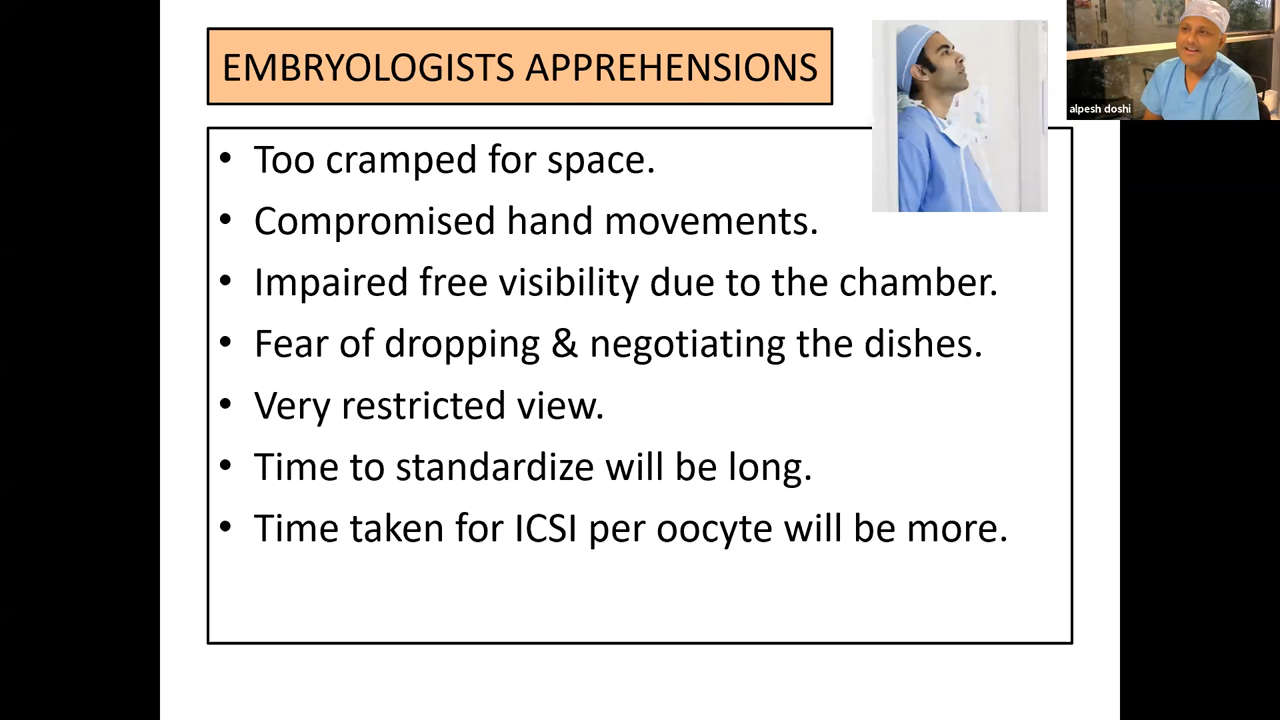 EMBRYOLOGISTS APPREHENSIONS
alpesh doshi
• Too cramped for space.
• Compromised hand movements.
• Impaired free visibility due to the chamber.
• Fear of dropping & negotiating the dishes.
• Very restricted view.
• Time to standardize will be long.
• Time taken for ICSI per oocyte will be more.